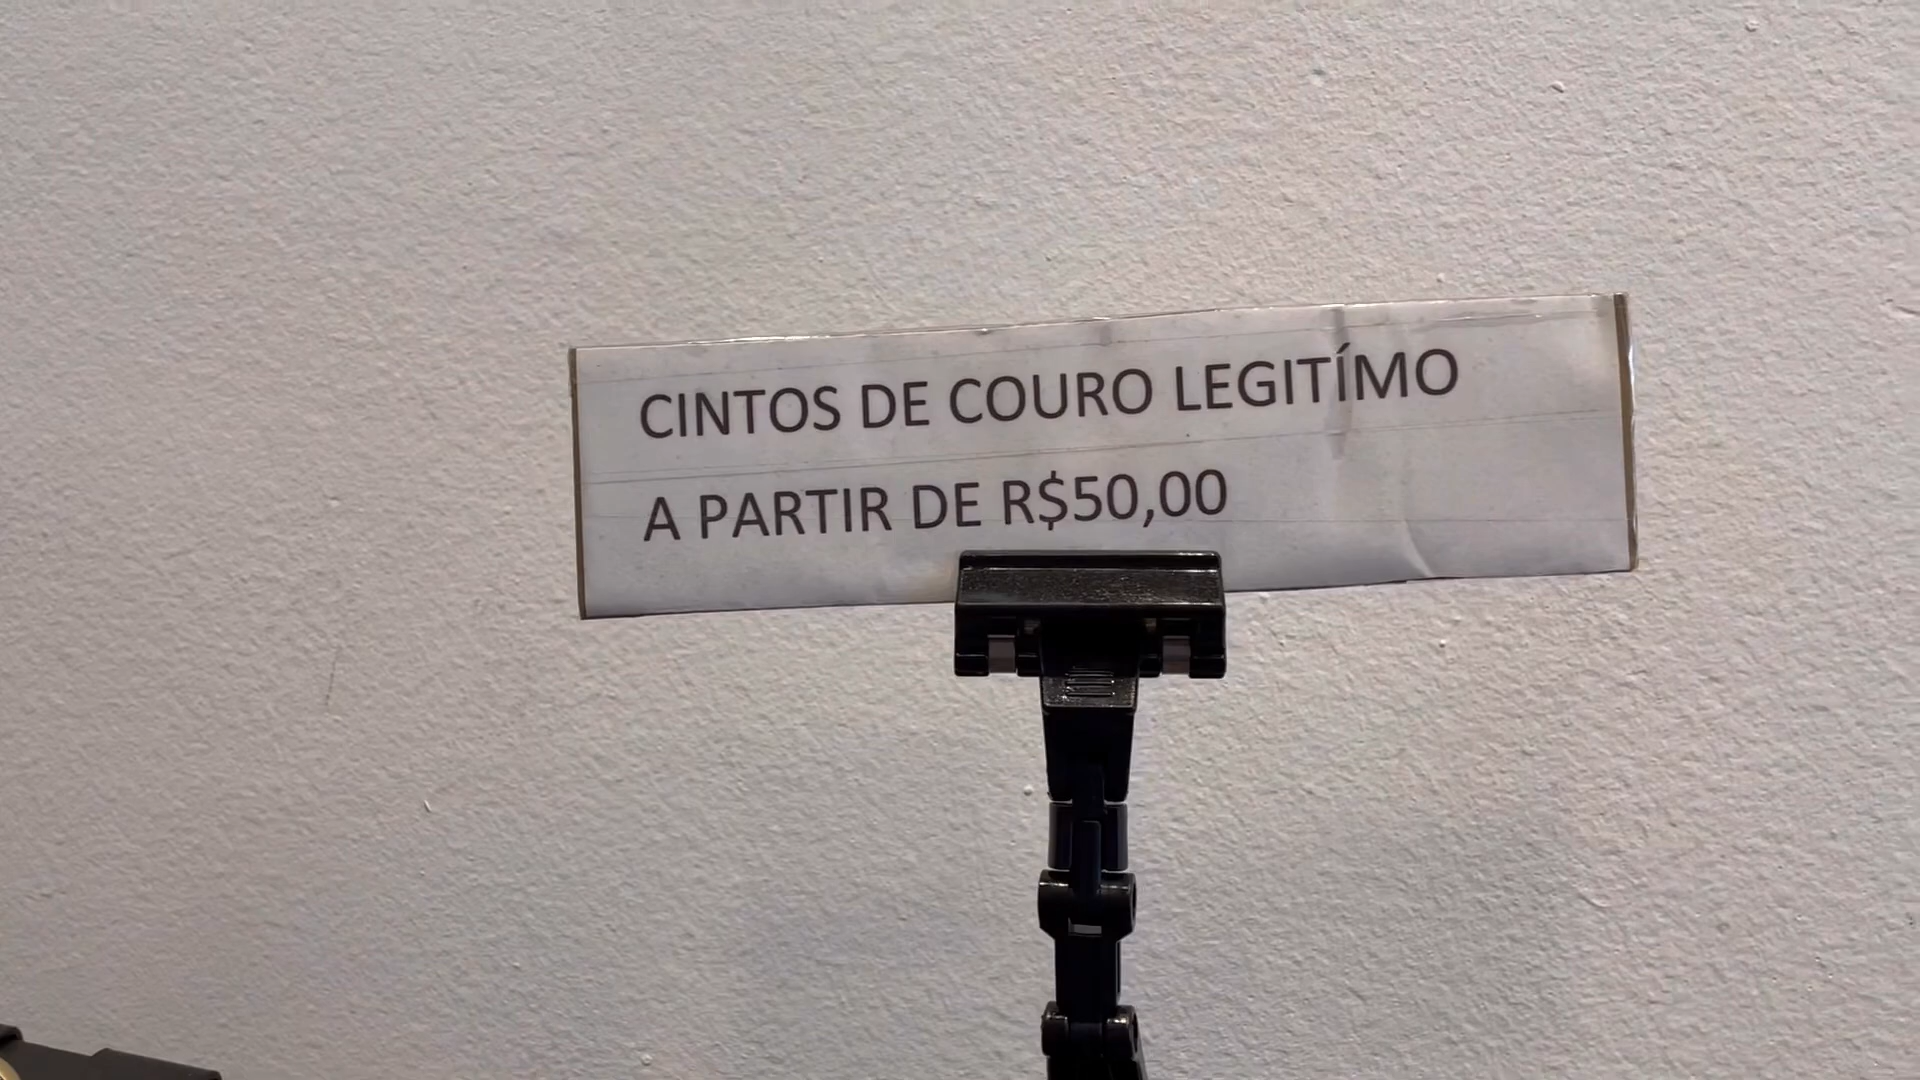 CINTOS DE COURO LEGITÍMO
A PARTIR DE R$50,00